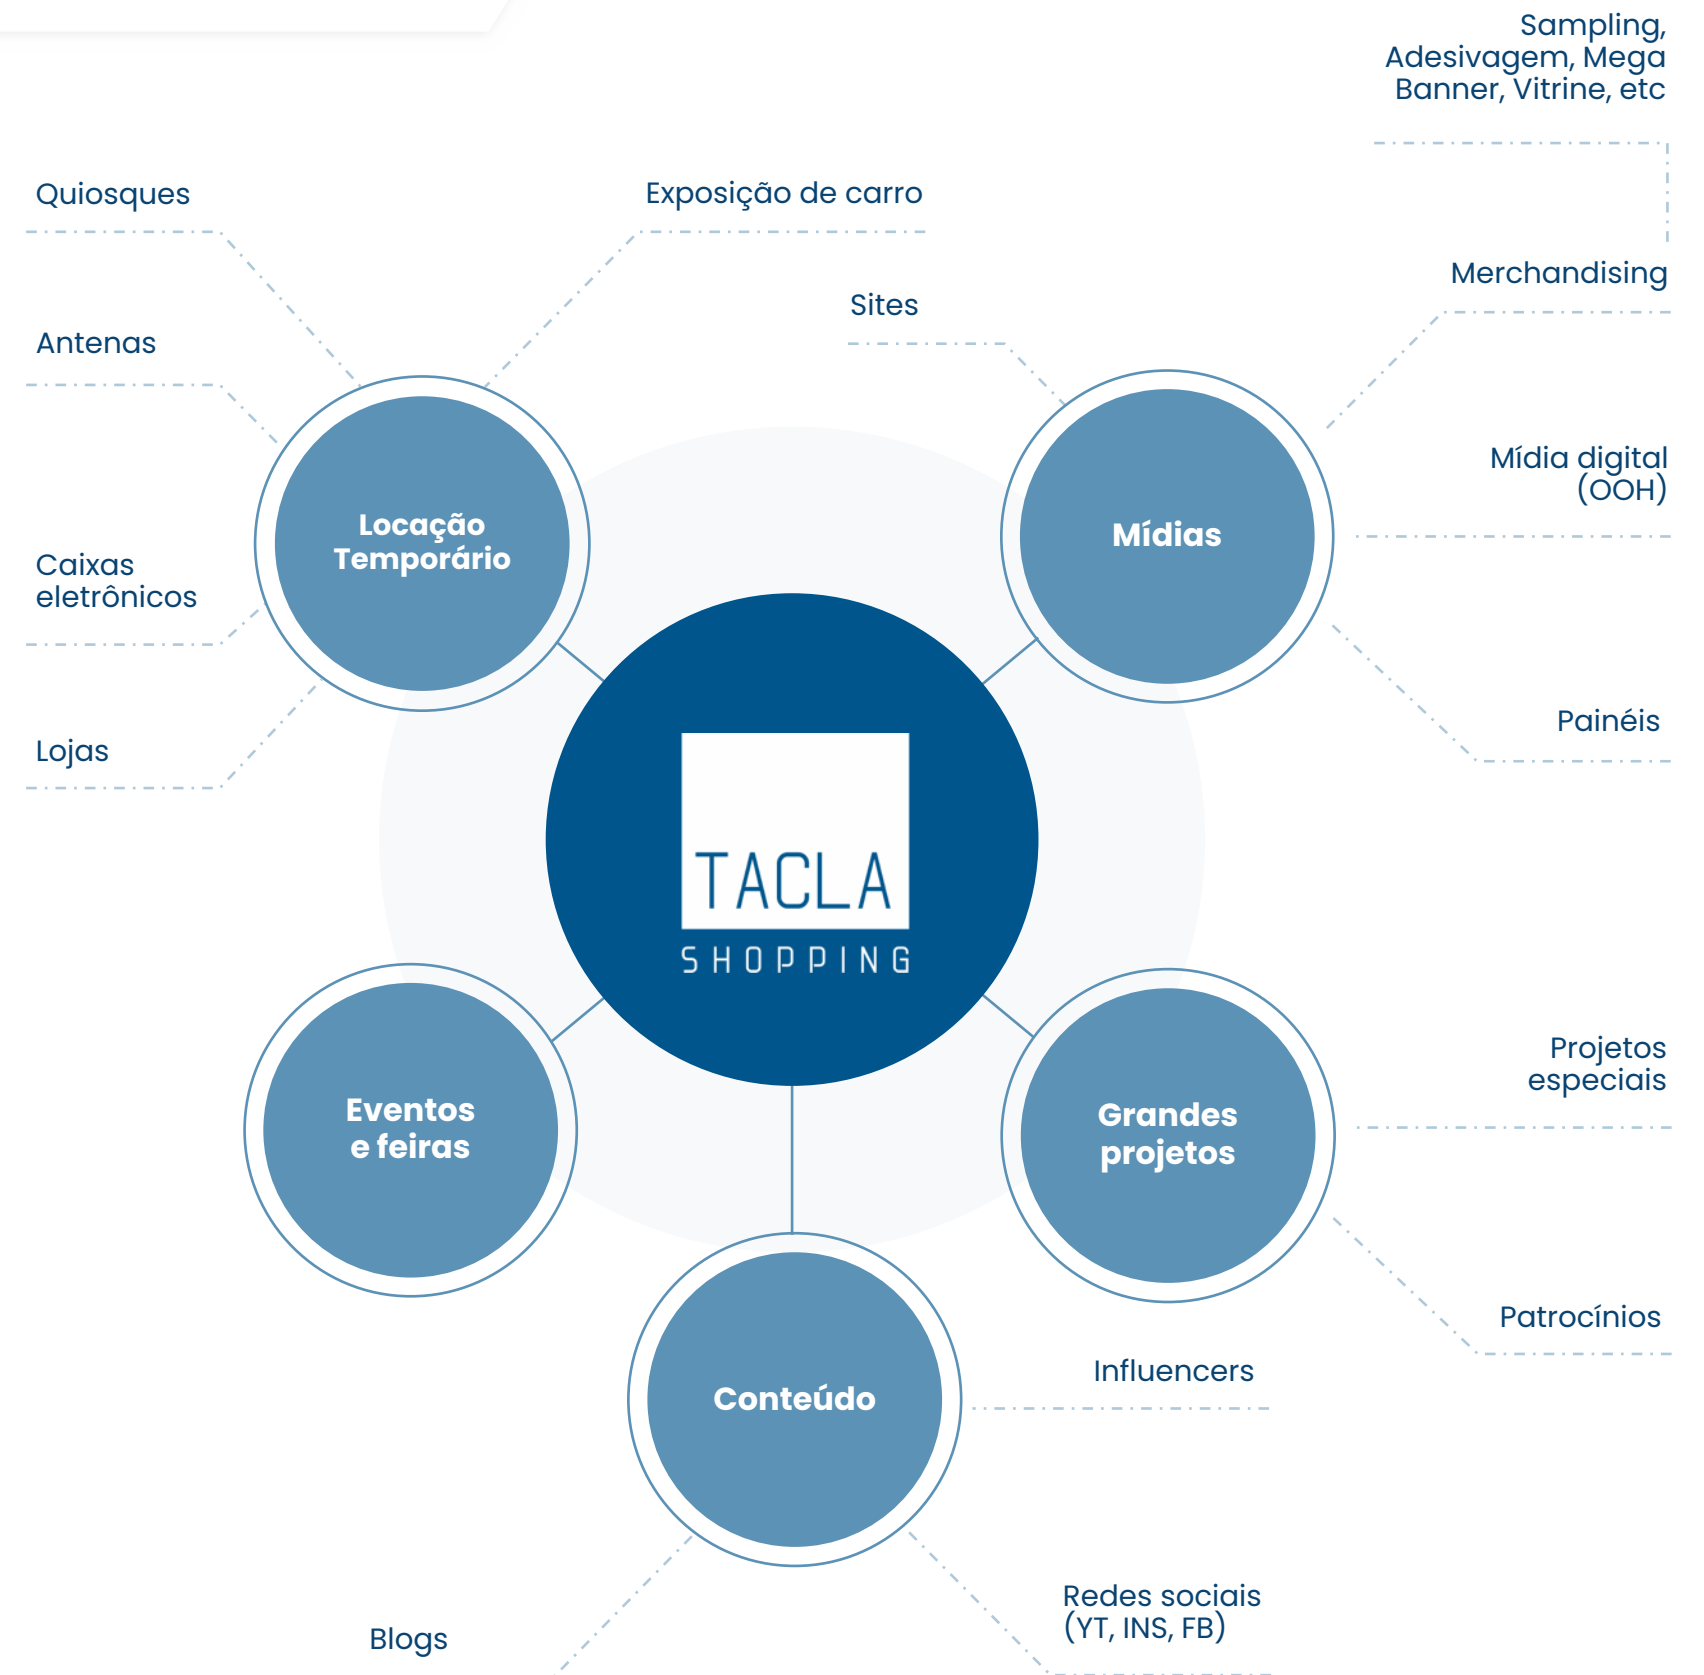 Sampling,
Adesivagem, Mega
Banner, Vitrine, etc
Quiosques
Exposição de carro
Merchandising
Sites
Antenas
Mídia digital
(OOH)
Locação
Temporário
Mídias
Caixas
eletrônicos
Painéis
Lojas
TACLA
SHOPPING
Projetos
especiais
Eventos
e feiras
Grandes
projetos
Patrocínios
Influencers
Conteúdo
Redes sociais
(YT, INS, FB)
Blogs